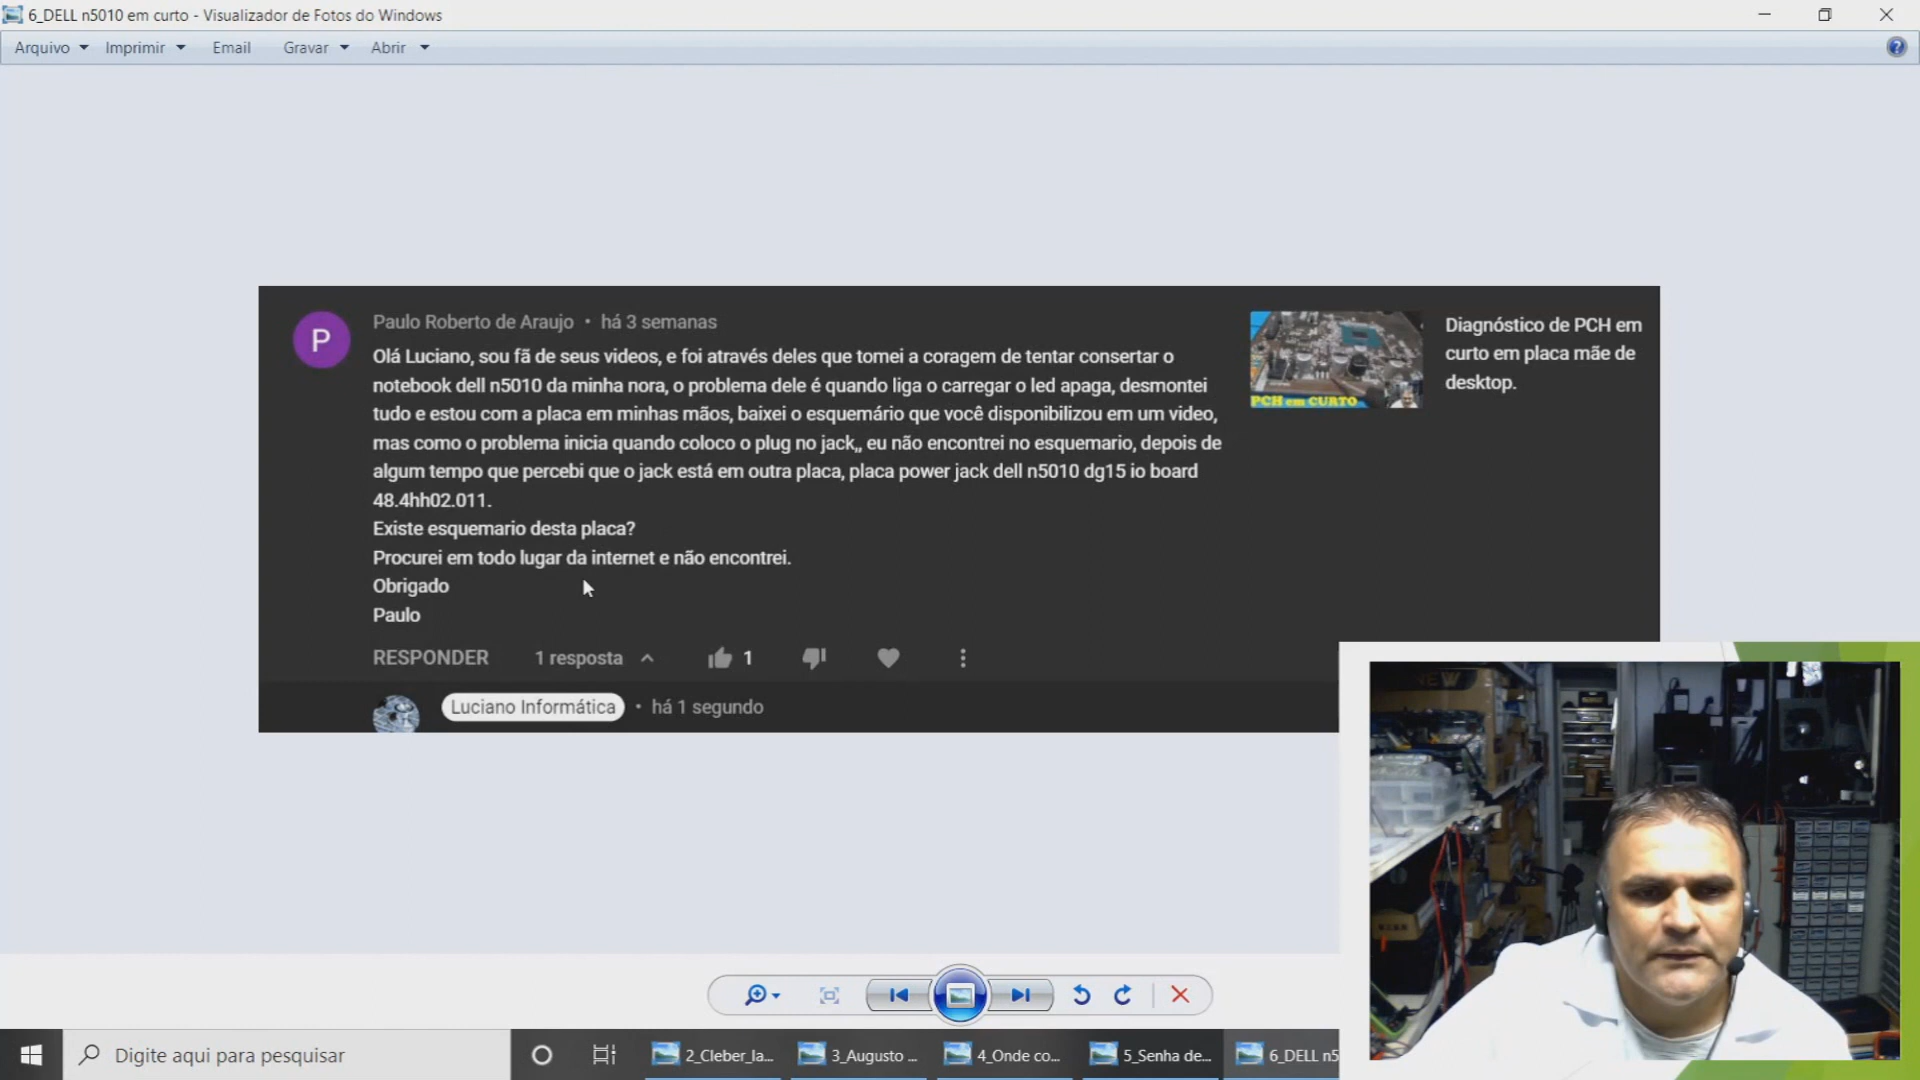 6_DELL n5010 em curto - Visualizador de Fotos do Windows
Arquivo Imprimir Email Gravar Abrir
Paulo Roberto de Araujo • há 3 semanas
Olá Luciano, sou fã de seus videos, e foi através deles que tomei a coragem de tentar consertar o
notebook dell n5010 da minha nora, o problema dele é quando liga o carregar o led apaga, desmontei
tudo e estou com a placa em minhas mãos, baixei o esquemário que você disponibilizou em um video,
mas como o problema inicia quando coloco o plug no jack,, eu não encontrei no esquemario, depois de
algum tempo que percebi que o jack está em outra placa, placa power jack dell n5010 dg15 io board
48.4hh02.011.
Existe esquemario desta placa?
Procurei em todo lugar da internet e não encontrei.
Obrigado
Paulo
RESPONDER 1 resposta 1
Luciano Informática • há 1 segundo
P
PCH em CURTO
Diagnóstico de PCH em
curto em placa mãe de
desktop.
Digite aqui para pesquisar
2_Cleber_la... 3_Augusto ... 4_Onde co... 5_Senha de... 6_DELL n5